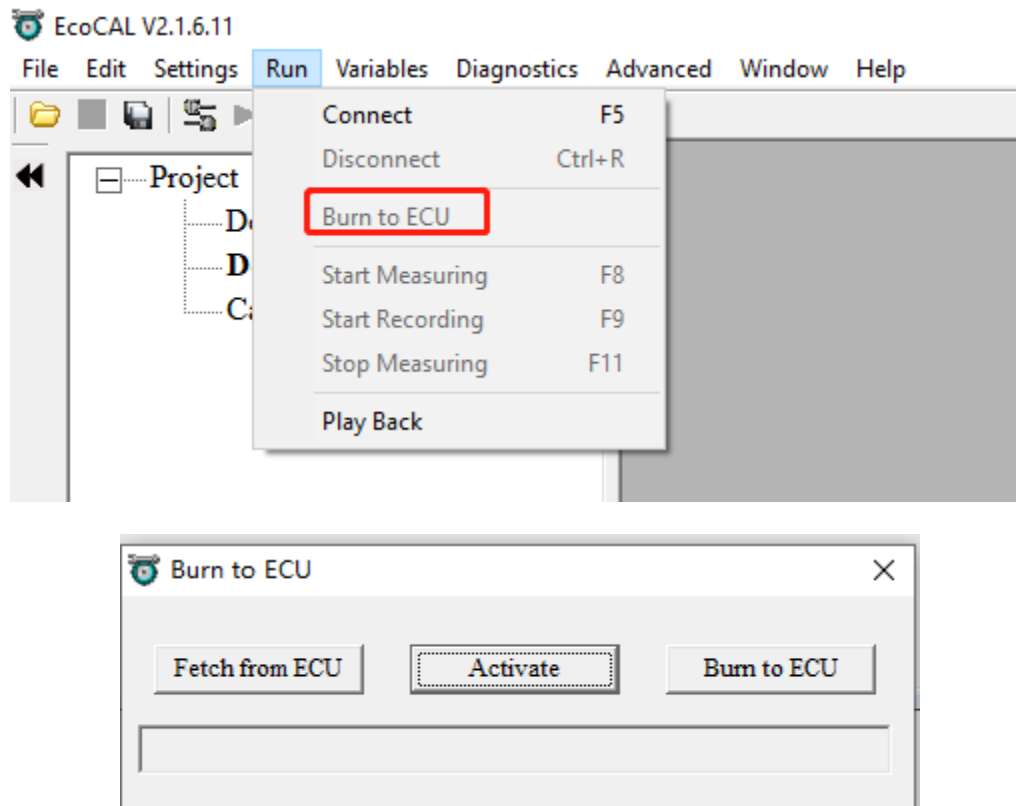 EcoCAL V2.1.6.11
File Edit Settings Run Variables Diagnostics Advanced Window Help
Connect F5
Disconnect Ctrl+R
Project
Burn to ECU
Start Measuring F8
Start Recording F9
Stop Measuring F11
Play Back
Burn to ECU
Fetch from ECU Activate Burn to ECU